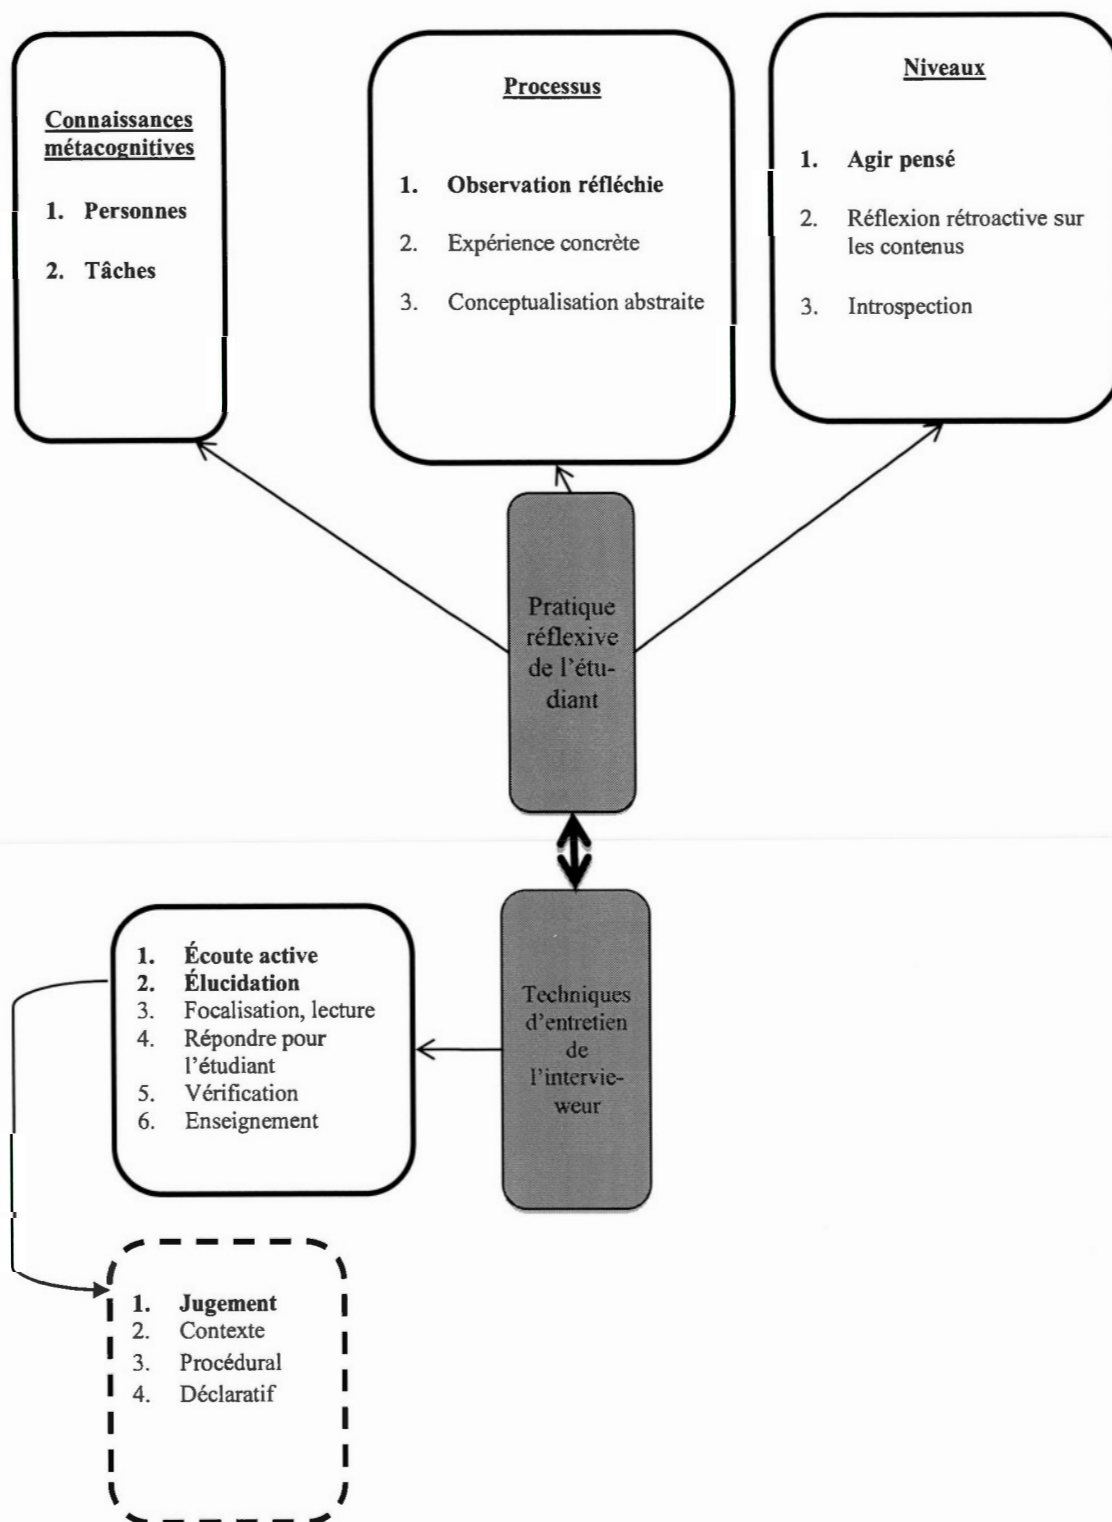 Connaissances
métacognitives
1. Personnes
2. Tâches
Processus
1. Observation réfléchie
2. Expérience concrète
3. Conceptualisation abstraite
Niveaux
1. Agir pensé
2. Réflexion rétroactive sur
les contenus
3. Introspection
Pratique
réflexive
de l'étu-
diant
1. Écoute active
2. Élucidation
3. Focalisation, lecture
4. Répondre pour
l'étudiant
5. Vérification
6. Enseignement
Techniques
d'entretien
de
l'intervie-
weur
1. Jugement
2. Contexte
3. Procédural
4. Déclaratif